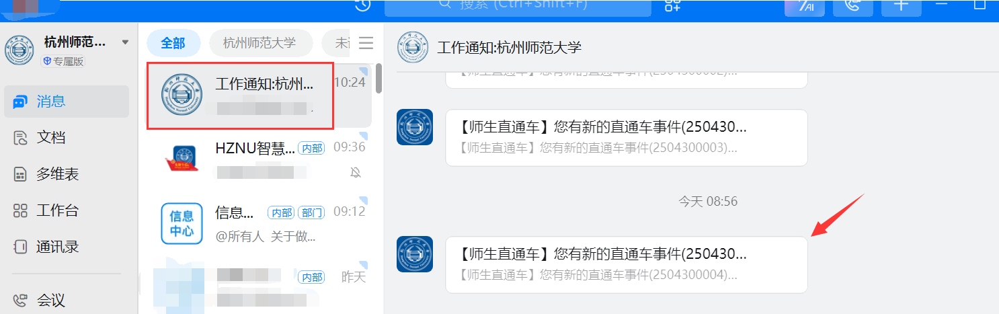 搜索 (Ctrl+Shift+F)
AI
杭州师范...
专属版
消息
文档
多维表
工作台
通讯录
会议
全部
杭州师范大学
工作通知:杭州...
10:24
HZNU智慧...
内部
09:36
信息中心
信息...
内部
部门
09:12
@所有人 关于做...
内部
昨天
工作通知:杭州师范大学
【师生直通车】您有新的直通车事件(250430...
【师生直通车】您有新的直通车事件(2504300003)...
今天 08:56
【师生直通车】您有新的直通车事件(250430...
【师生直通车】您有新的直通车事件(2504300004)...